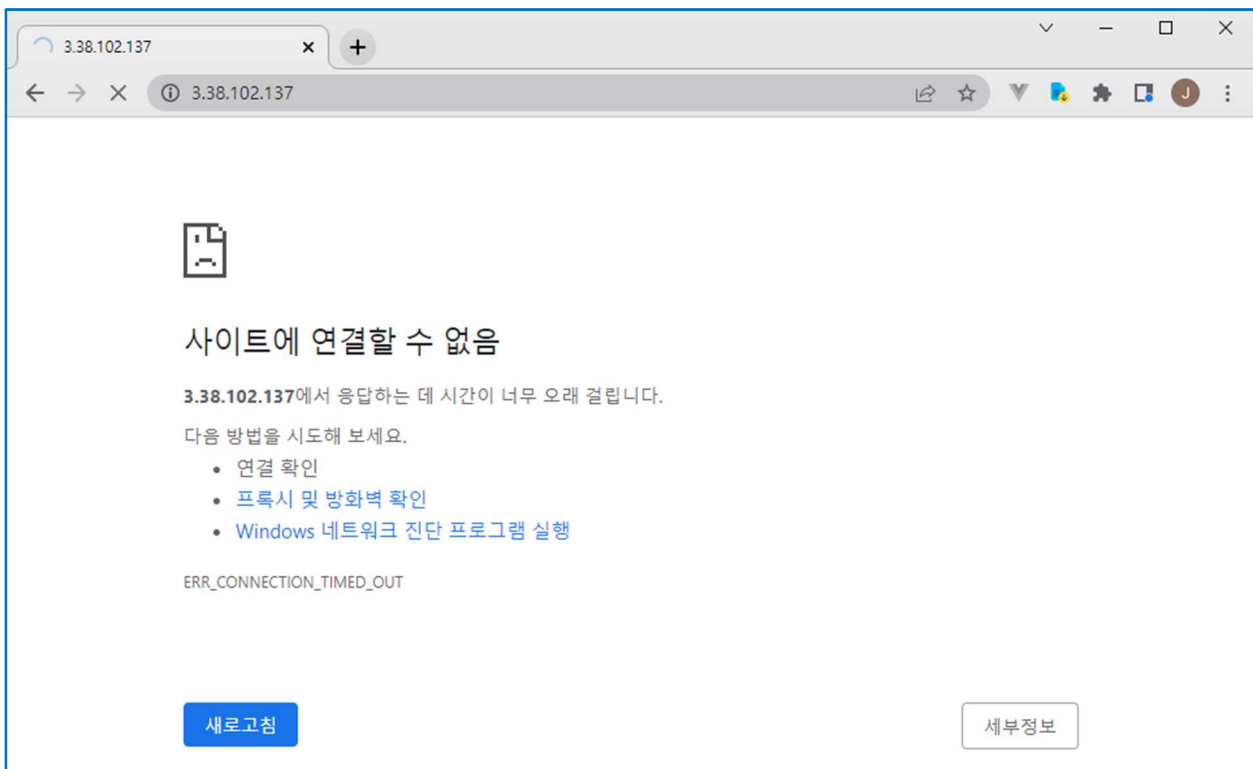 3.38.102.137
3.38.102.137
J
사이트에 연결할 수 없음
3.38.102.137에서 응답하는 데 시간이 너무 오래 걸립니다.
다음 방법을 시도해 보세요.
• 연결 확인
• 프록시 및 방화벽 확인
• Windows 네트워크 진단 프로그램 실행
ERR_CONNECTION_TIMED_OUT
새로고침
세부정보